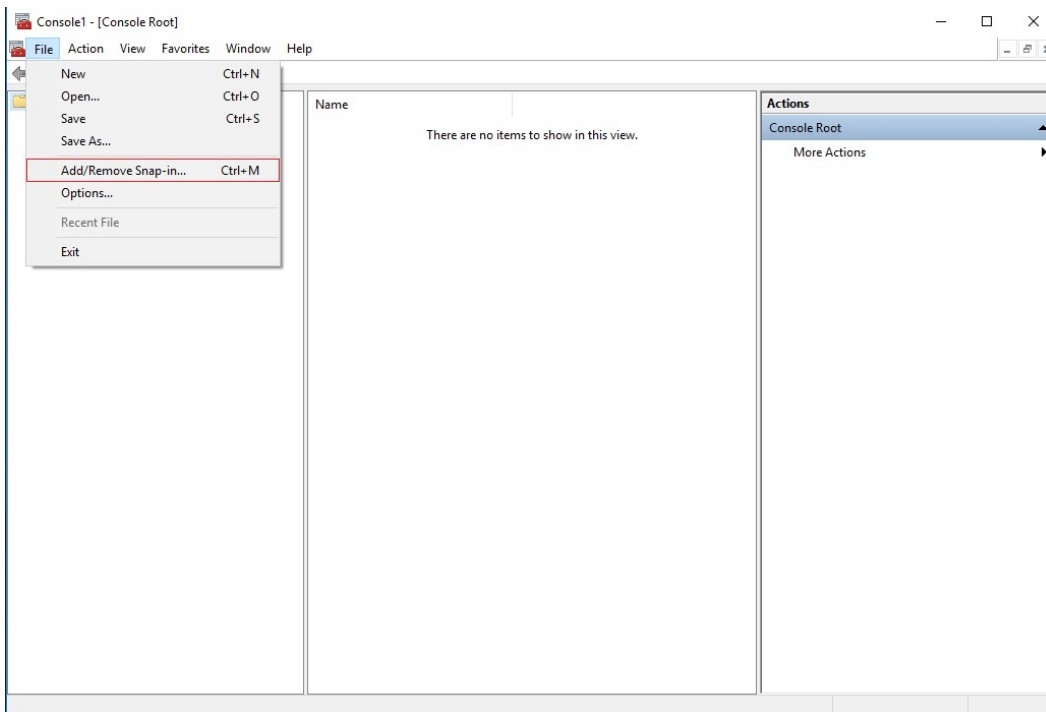 Console1 - [Console Root]
File Action View Favorites Window Help
New Ctrl+N
Open... Ctrl+O
Save Ctrl+S
Save As...
Add/Remove Snap-in... Ctrl+M
Options...
Recent File
Exit
Name
There are no items to show in this view.
Actions
Console Root
More Actions